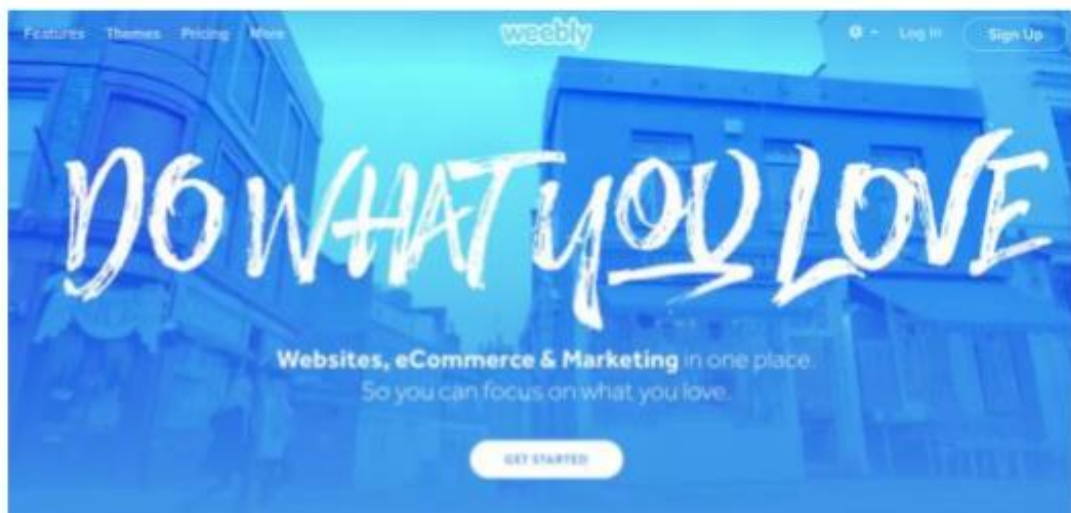 Features Themes Pricing More weebly Log In Sign Up
DO WHAT YOU LOVE
Websites, eCommerce & Marketing in one place.
So you can focus on what you love.
GET STARTED